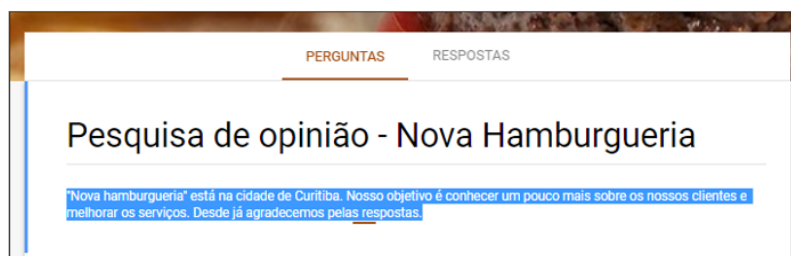 PERGUNTAS RESPOSTAS
Pesquisa de opinião - Nova Hamburgueria
"Nova hamburgueria" está na cidade de Curitiba. Nosso objetivo é conhecer um pouco mais sobre os nossos clientes e
melhorar os serviços. Desde já agradecemos pelas respostas.